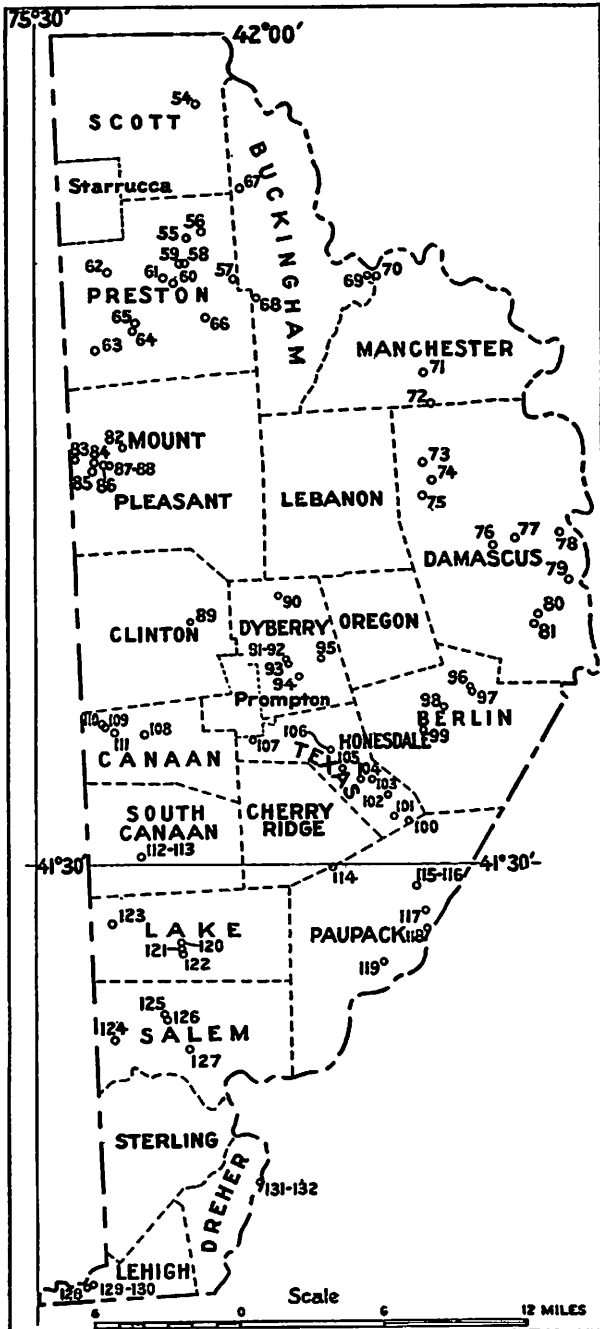 75°30'
42°00'
54
SCOTT
BUCKINGHAM
Starrucca
67
56
55
59 58
62
61 60
57
69 70
PRESTON
68
65
66
64
63
MANCHESTER
71
72
82 MOUNT
83 84
87-88
85 86
PLEASANT
LEBANON
73
74
75
76 77
78
DAMASCUS
79
80
81
90
89
CLINTON
DYBERRY
OREGON
91-92
95
93
94
Prompton
96
97
98
BERLIN
99
110 109
108
111
CANAAN
107
106
HONESDALE
TEXAS
105
104
103
102
101
100
SOUTH
CANAAN
CHERRY
RIDGE
112-113
41°30'
41°30'
114
115-116
123
LAKE
120
121
122
117
PAUPACK
118
119
125
126
124
SALEM
127
STERLING
DREHER
131-132
LEHIGH
128
129-130
Scale
6 0 6 12 MILES